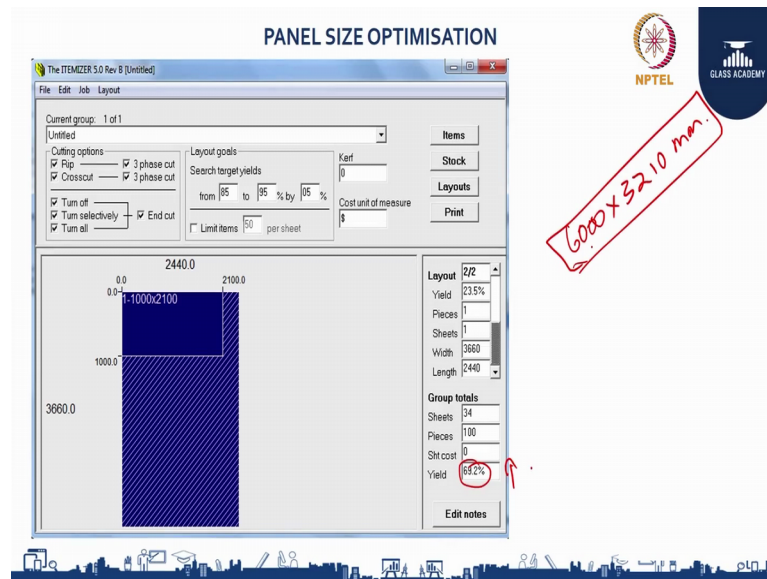 PANEL SIZE OPTIMISATION
NPTEL
GLASS ACADEMY
The ITEMIZER 5.0 Rev B [Untitled]
File Edit Job Layout
Current group: 1 of 1
Untitled
Cutting options
Rip 3 phase cut
Crosscut 3 phase cut
Turn off
Turn selectively End cut
Turn all
Layout goals
Search target yields
from 85 to 95 % by 05 %
Limit items 50 per sheet
Kerf
0
Cost unit of measure
$
Items
Stock
Layouts
Print
6000 X 3210 mm.
2440.0
0.0 2100.0
0.0
1-1000x2100
1000.0
3660.0
Layout 2/2
Yield 23.5%
Pieces 1
Sheets 1
Width 3660
Length 2440
Group totals
Sheets 34
Pieces 100
Sht cost 0
Yield 69.2%
Edit notes